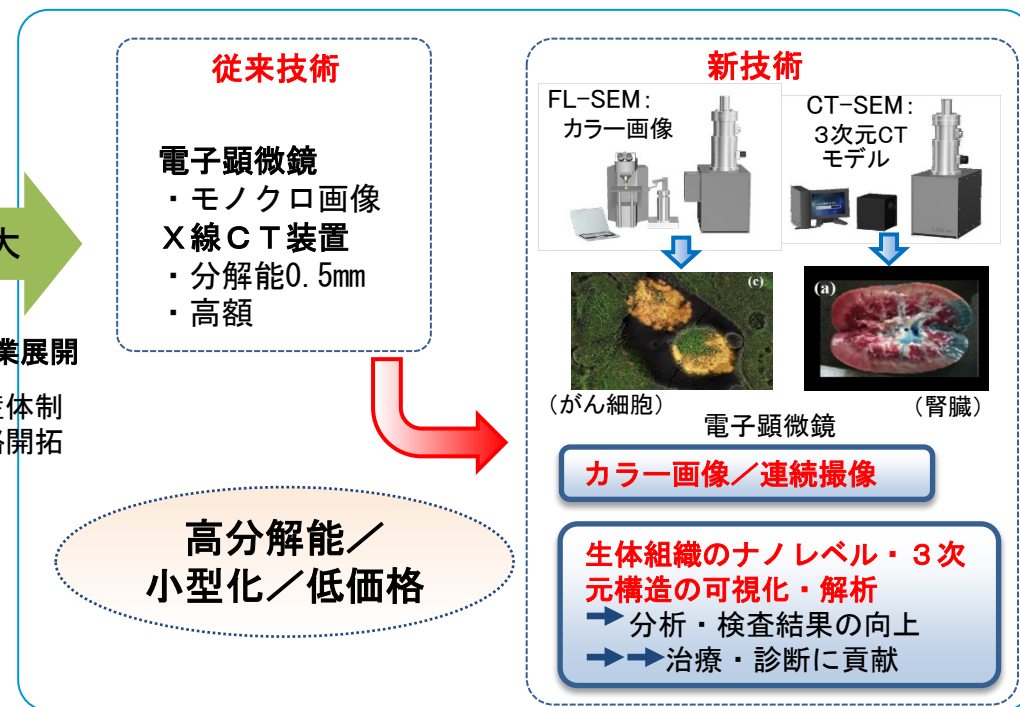 大
業展開
体制
開拓
従来技術
電子顕微鏡
・モノクロ画像
X線CT装置
・分解能0.5mm
・高額
高分解能／
小型化／低価格
新技術
FL-SEM：
カラー画像
CT-SEM：
3次元CT
モデル
(c)
(a)
（がん細胞）
（腎臓）
電子顕微鏡
カラー画像／連続撮像
生体組織のナノレベル・３次
元構造の可視化・解析
分析・検査結果の向上
治療・診断に貢献